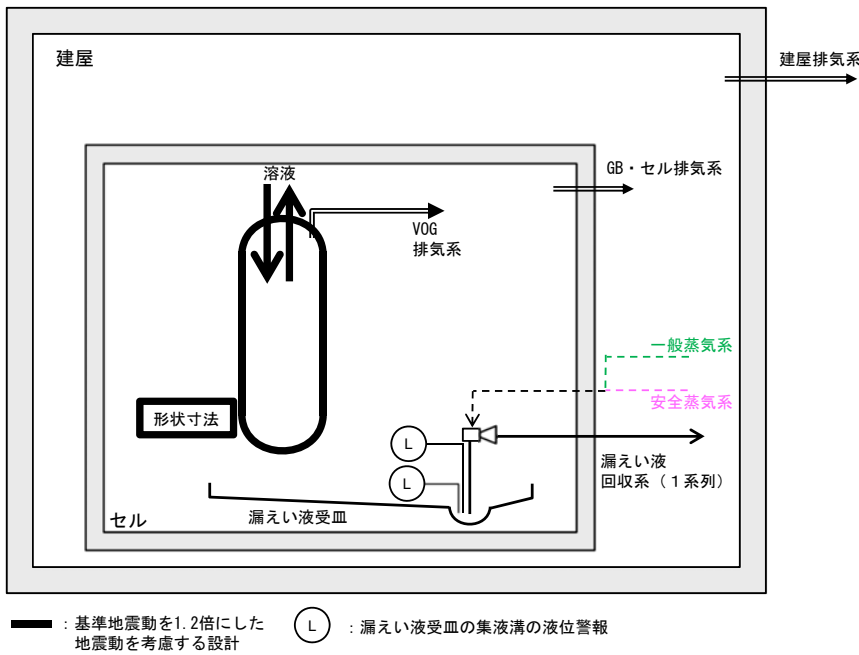 建屋
建屋排気系
GB・セル排気系
溶液
VOG
排気系
一般蒸気系
安全蒸気系
形状寸法
L
L
漏えい液
回収系（１系列）
漏えい液受皿
セル
：基準地震動を1.2倍にした
地震動を考慮する設計
L
：漏えい液受皿の集液溝の液位警報